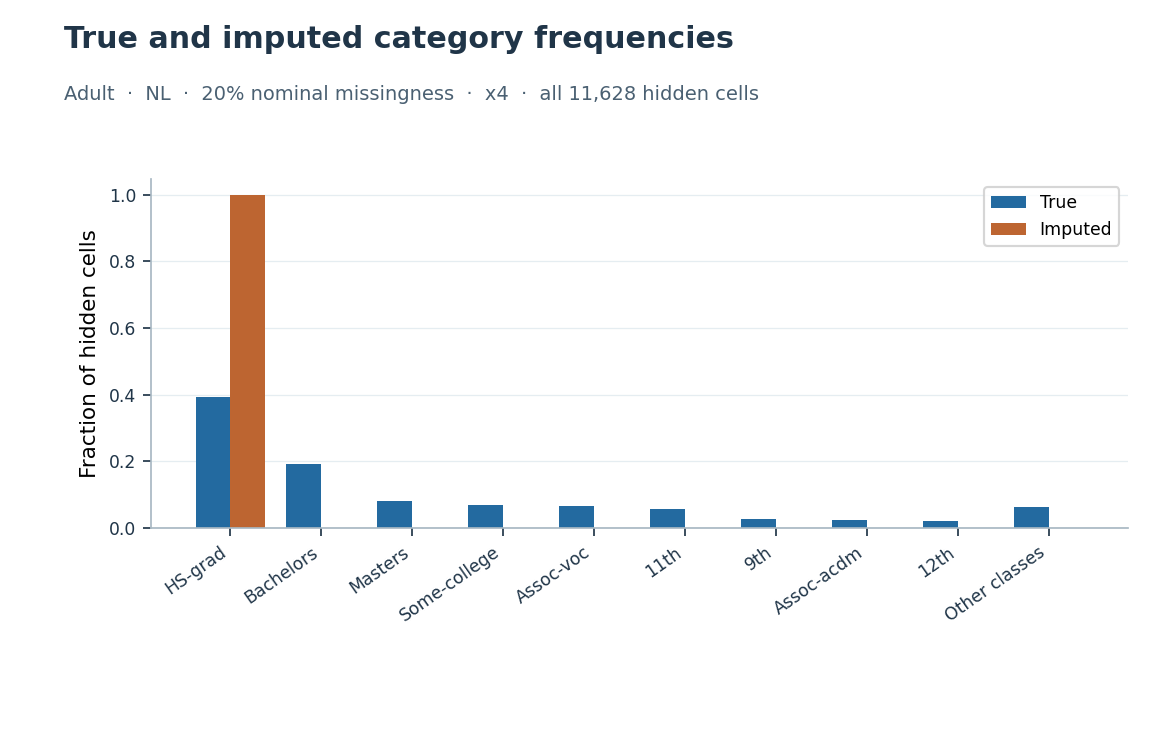 True and imputed category frequencies
Adult · NL · 20% nominal missingness · x4 · all 11,628 hidden cells
True
Imputed
Fraction of hidden cells
1.0
0.8
0.6
0.4
0.2
0.0
HS-grad
Bachelors
Masters
Some-college
Assoc-voc
11th
9th
Assoc-acdm
12th
Other classes